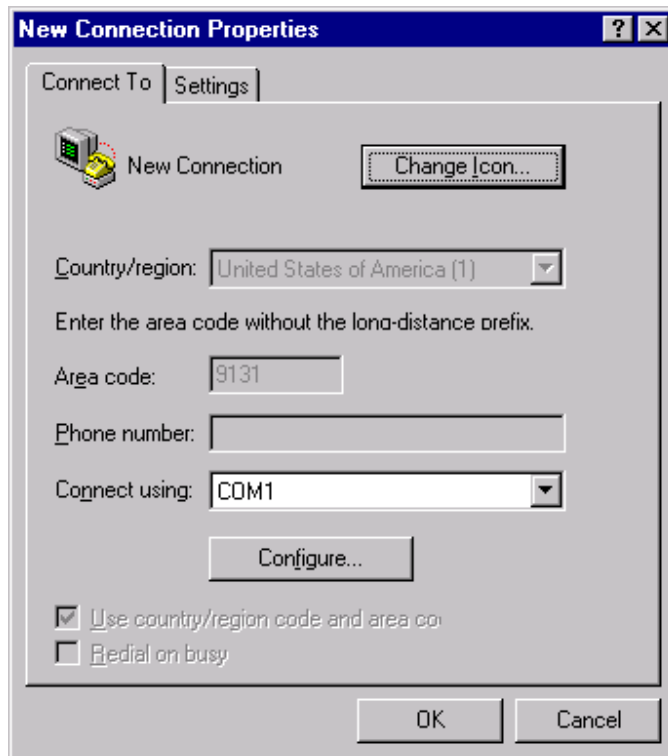 New Connection Properties
Connect To Settings
New Connection Change Icon...
Country/region: United States of America (1)
Enter the area code without the long-distance prefix.
Area code: 9131
Phone number:
Connect using: COM1
Configure...
Use country/region code and area co
Redial on busy
OK Cancel